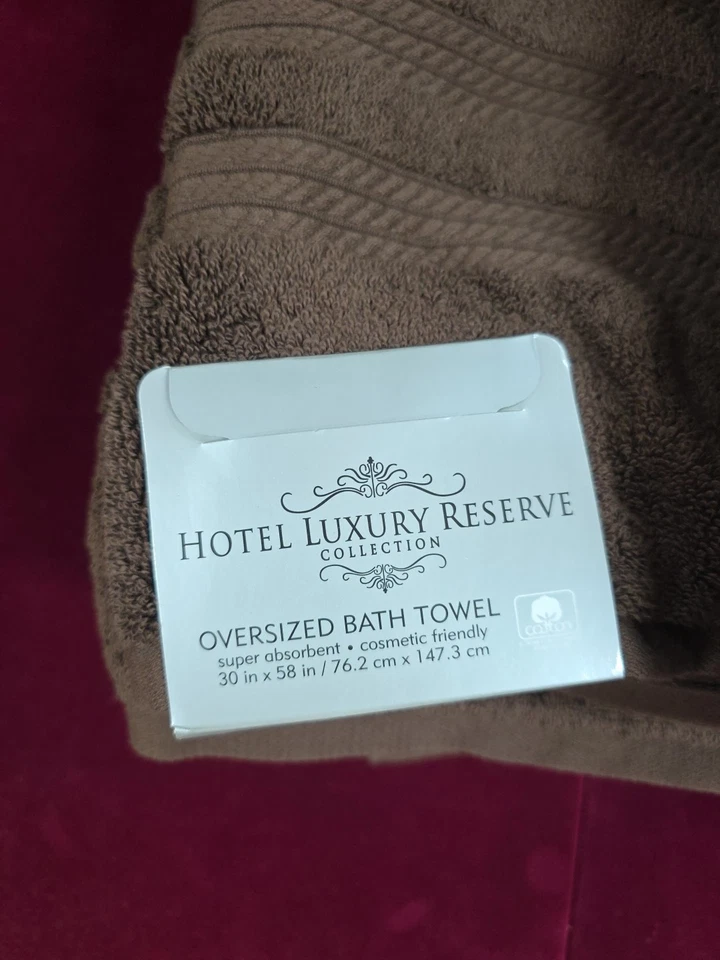 HOTEL LUXURY RESERVE
COLLECTION
OVERSIZED BATH TOWEL
super absorbent • cosmetic friendly
30 in x 58 in / 76.2 cm x 147.3 cm
cotton